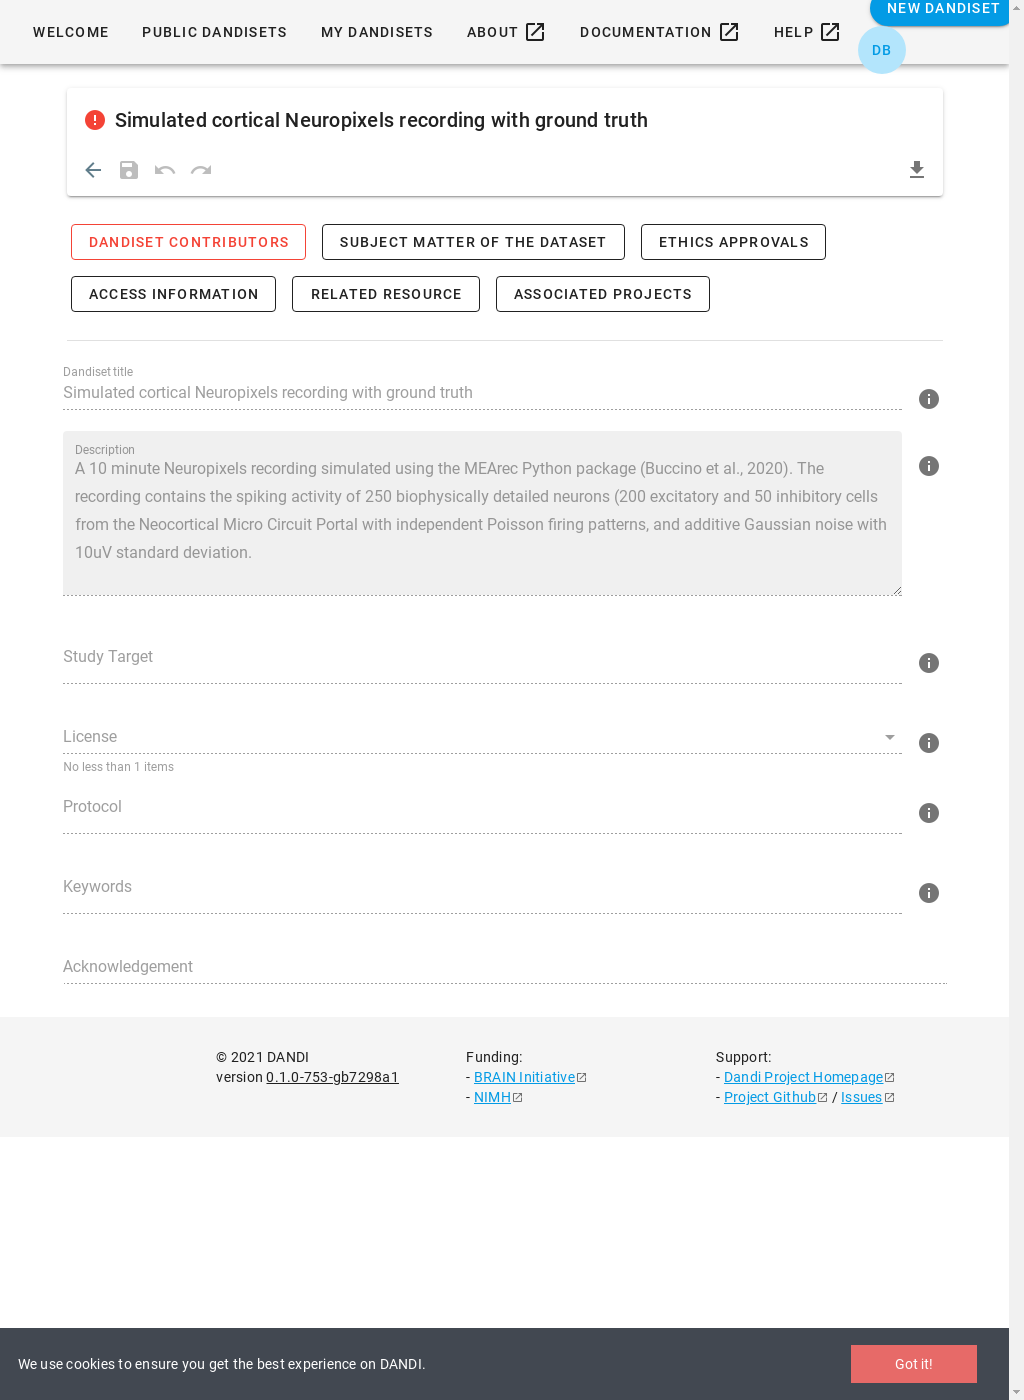 WELCOME PUBLIC DANDISETS MY DANDISETS ABOUT DOCUMENTATION HELP NEW DANDISET
DB
Simulated cortical Neuropixels recording with ground truth
DANDISET CONTRIBUTORS SUBJECT MATTER OF THE DATASET ETHICS APPROVALS
ACCESS INFORMATION RELATED RESOURCE ASSOCIATED PROJECTS
Dandiset title
Simulated cortical Neuropixels recording with ground truth
Description
A 10 minute Neuropixels recording simulated using the MEArec Python package (Buccino et al., 2020). The
recording contains the spiking activity of 250 biophysically detailed neurons (200 excitatory and 50 inhibitory cells
from the Neocortical Micro Circuit Portal with independent Poisson firing patterns, and additive Gaussian noise with
10uV standard deviation.
Study Target
License
No less than 1 items
Protocol
Keywords
Acknowledgement
© 2021 DANDI
version 0.1.0-753-gb7298a1
Funding:
- BRAIN Initiative
- NIMH
Support:
- Dandi Project Homepage
- Project Github / Issues
We use cookies to ensure you get the best experience on DANDI.
Got it!